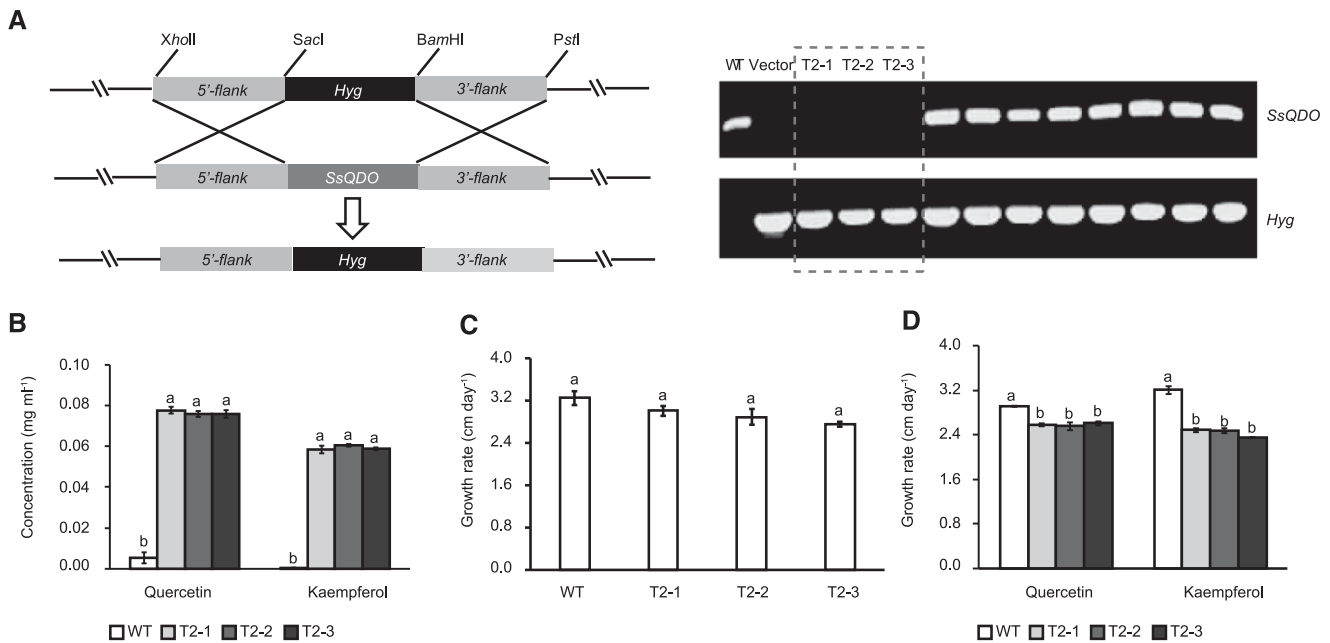 A
XhoII SacI BamHI PstI
5'-flank Hyg 3'-flank
5'-flank SsQDO 3'-flank
5'-flank Hyg 3'-flank
WT Vector T2-1 T2-2 T2-3
SsQDO
Hyg
B
Concentration (mg ml⁻¹)
0.10
0.08
0.06
0.04
0.02
0.00
b a a a
b a a a
Quercetin Kaempferol
WT T2-1 T2-2 T2-3
C
Growth rate (cm day⁻¹)
4.0
3.2
2.4
1.6
0.8
0.0
a a a a
WT T2-1 T2-2 T2-3
D
Growth rate (cm day⁻¹)
4.0
3.2
2.4
1.6
0.8
0.0
a b b b
a b b b
Quercetin Kaempferol
WT T2-1 T2-2 T2-3